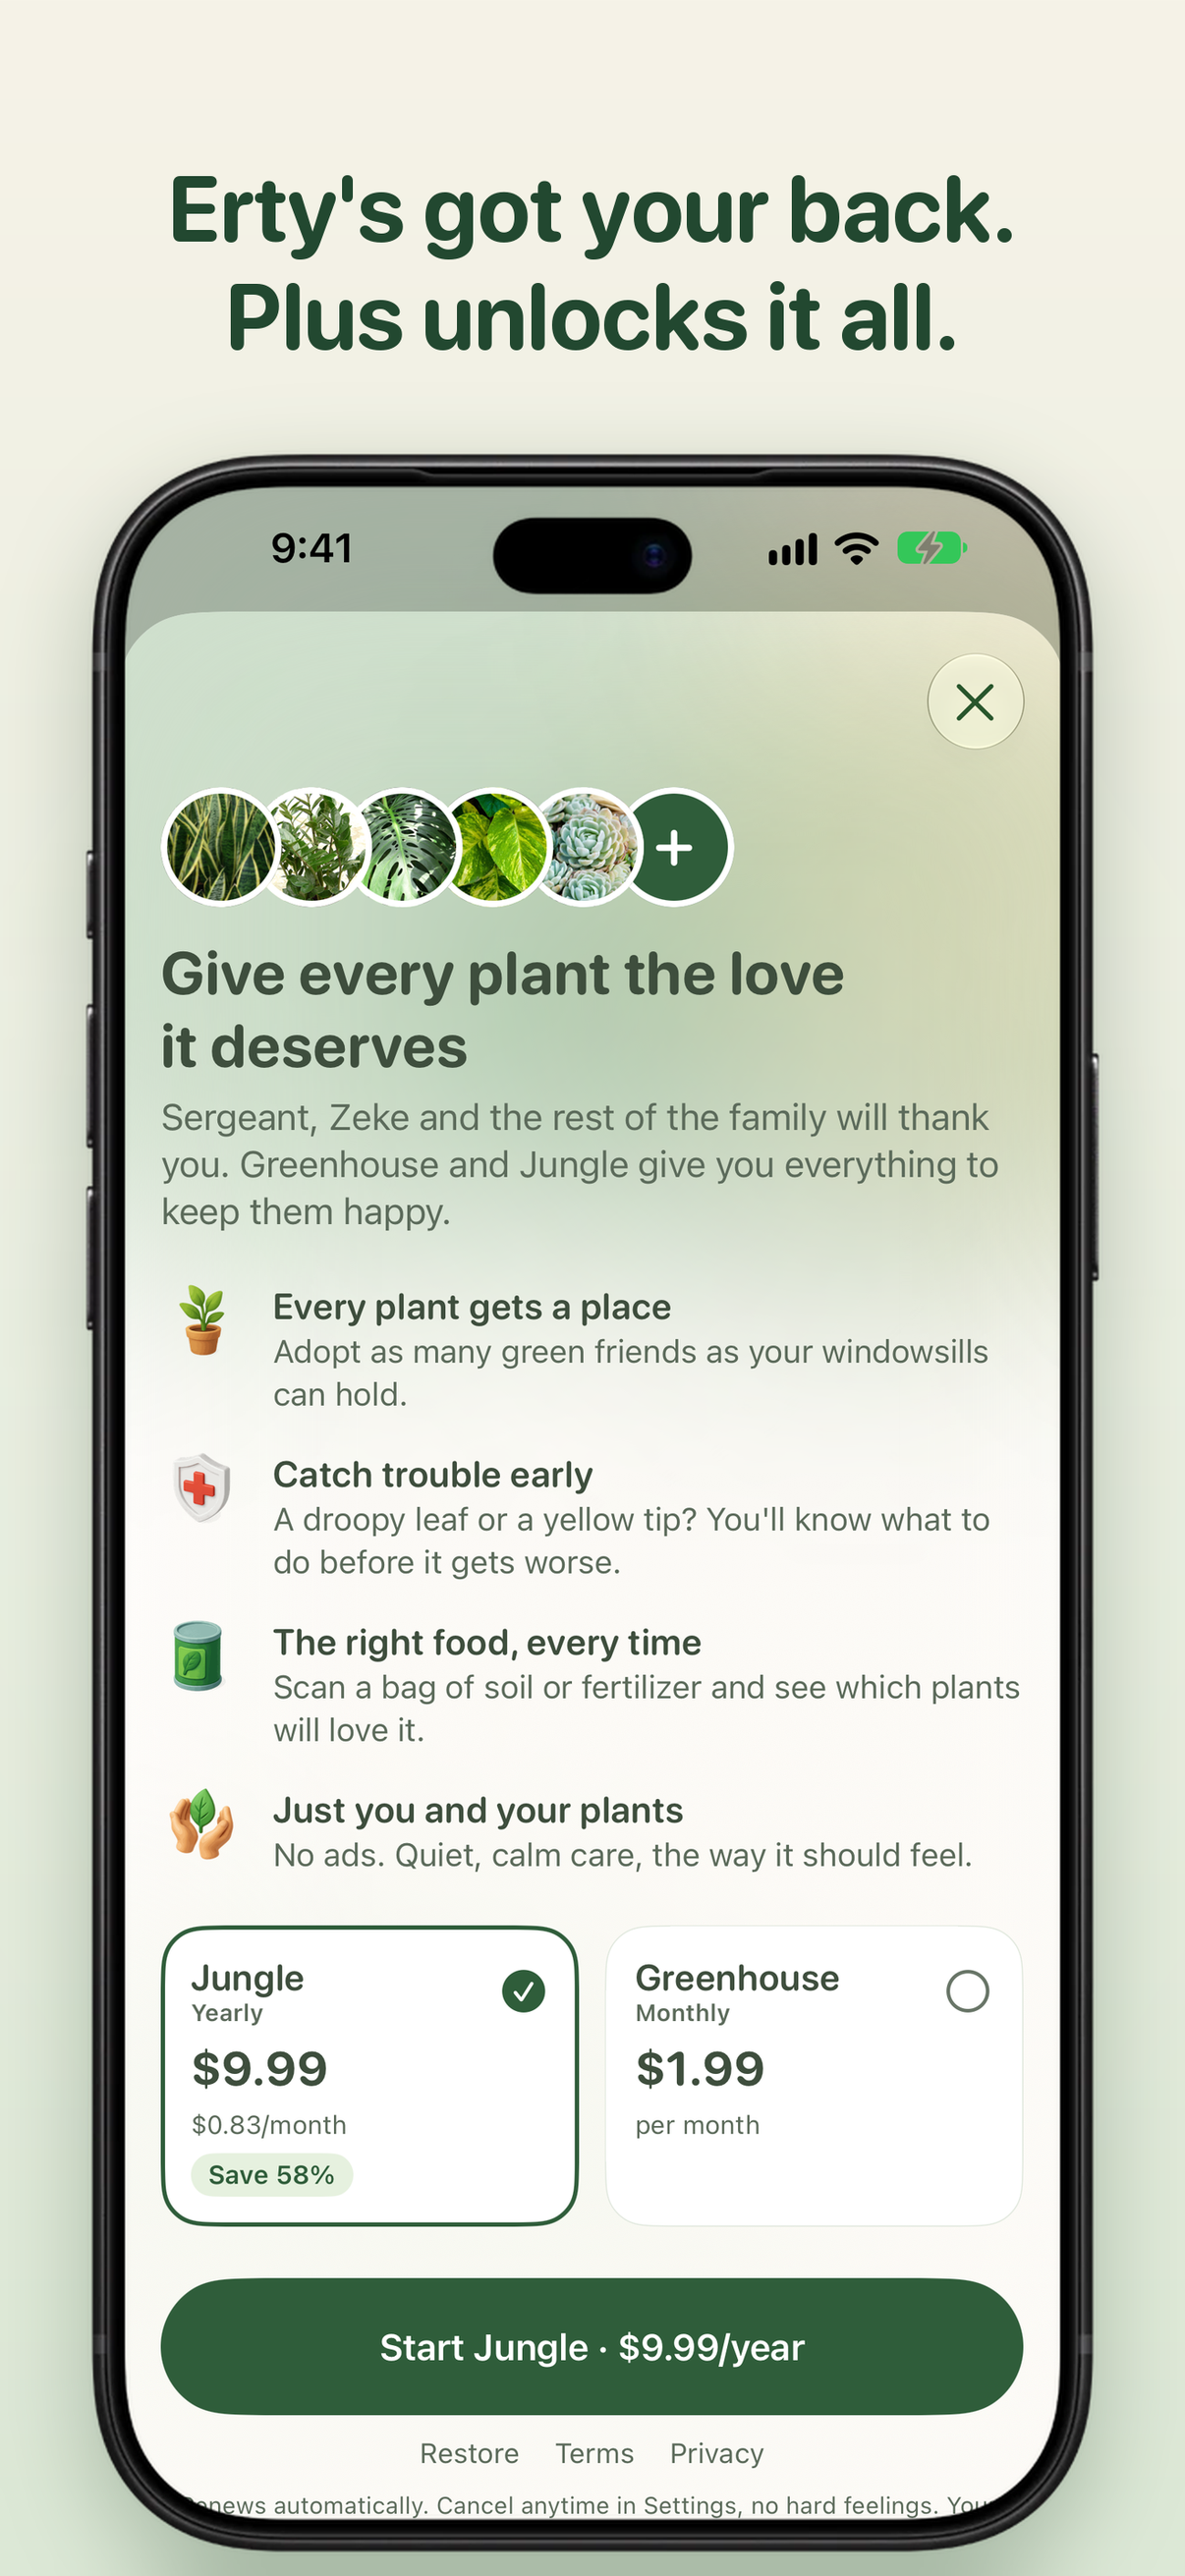 Erty's got your back.
Plus unlocks it all.
9:41
Give every plant the love
it deserves
Sergeant, Zeke and the rest of the family will thank
you. Greenhouse and Jungle give you everything to
keep them happy.
Every plant gets a place
Adopt as many green friends as your windowsills
can hold.
Catch trouble early
A droopy leaf or a yellow tip? You'll know what to
do before it gets worse.
The right food, every time
Scan a bag of soil or fertilizer and see which plants
will love it.
Just you and your plants
No ads. Quiet, calm care, the way it should feel.
Jungle
Yearly
$9.99
$0.83/month
Save 58%
Greenhouse
Monthly
$1.99
per month
Start Jungle · $9.99/year
Restore Terms Privacy
automatically. Cancel anytime in Settings, no hard feelings.